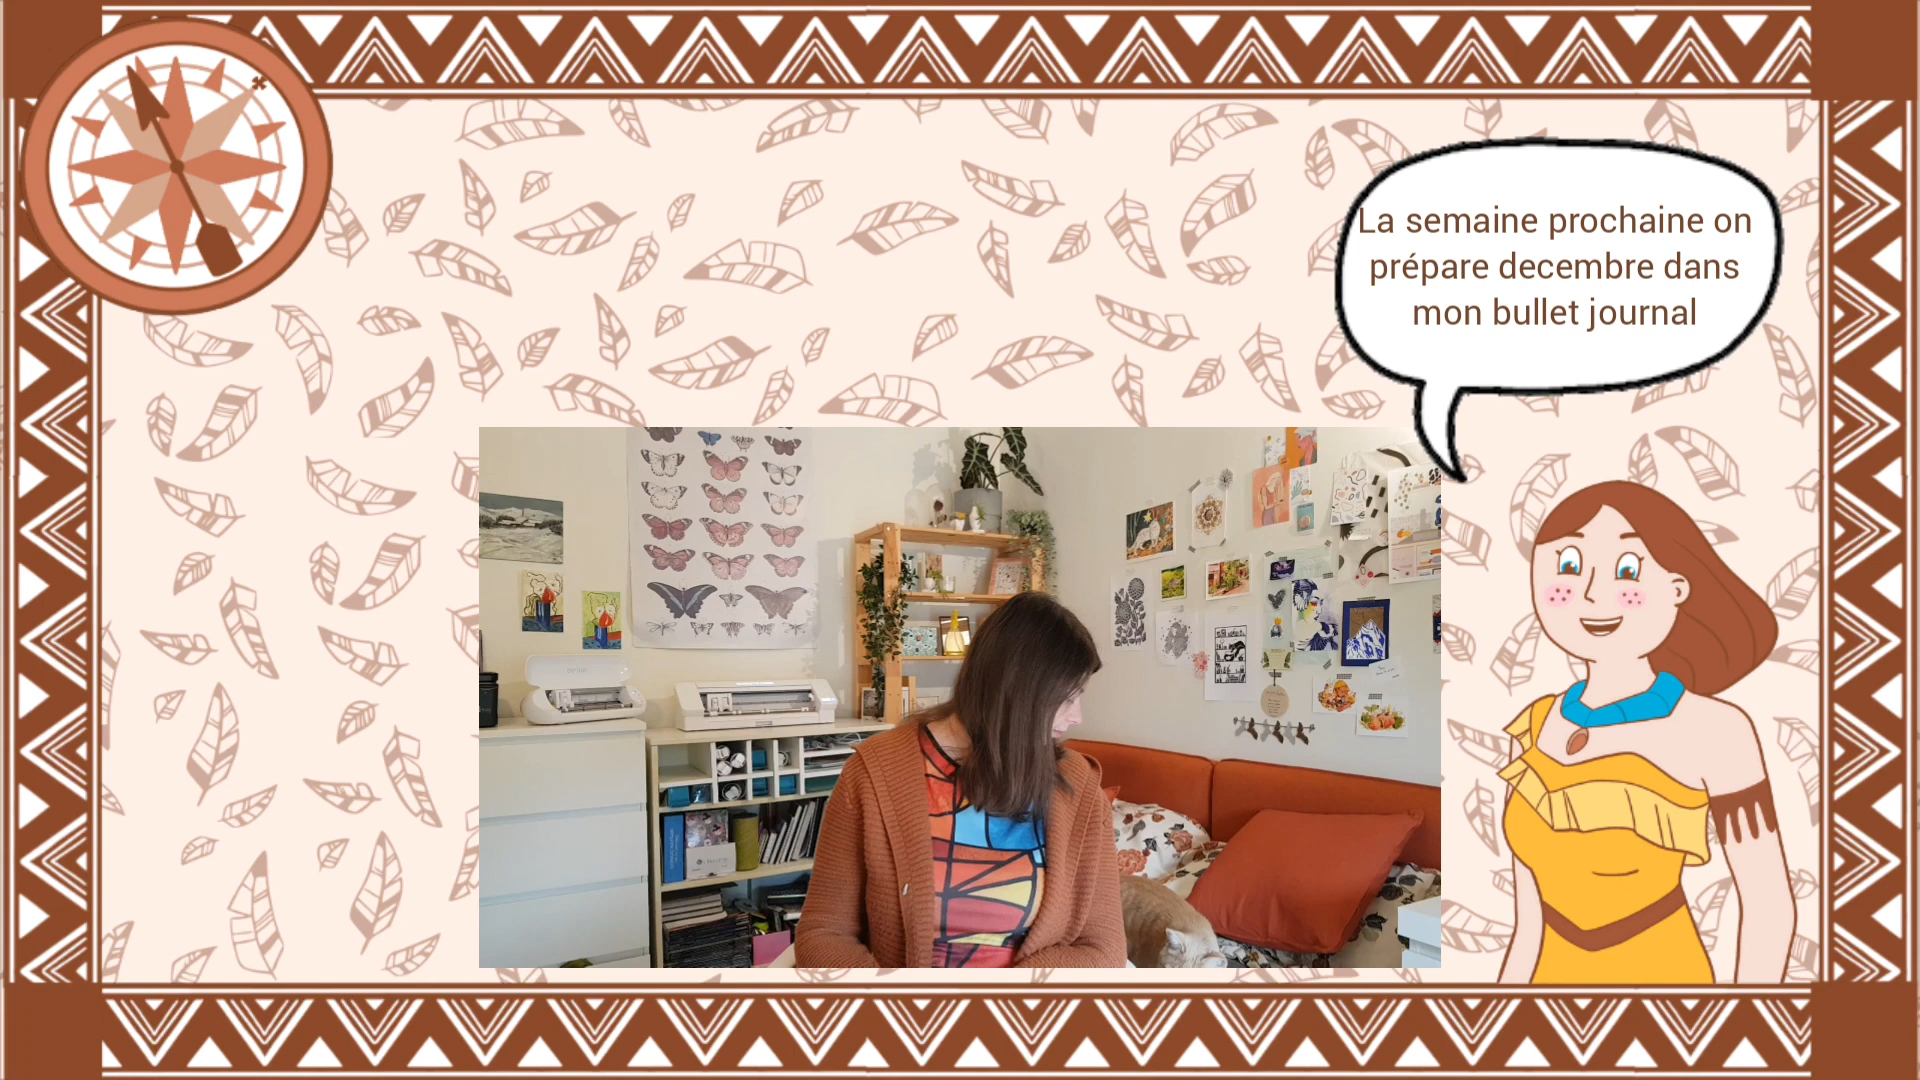 La semaine prochaine on
prépare decembre dans
mon bullet journal